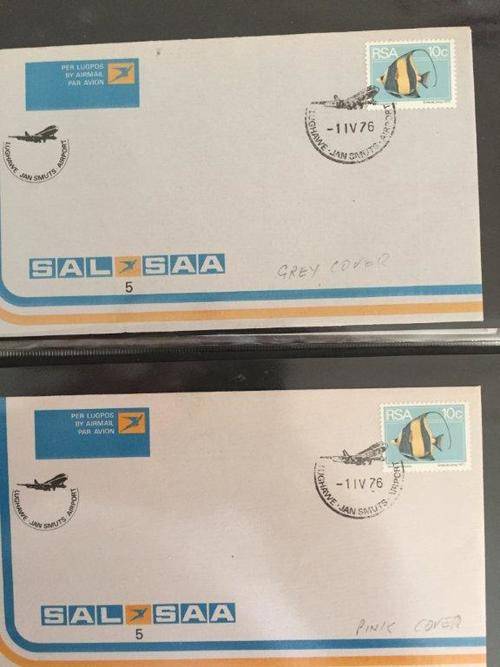 PER LUGPOS
BY AIRMAIL
PAR AVION
RSA 10c
LUGHAWE · JAN SMUTS · AIRPORT
-1 IV 76
LUGHAWE · JAN SMUTS · AIRPORT
SAL SAA
5
GREY COVER
PER LUGPOS
BY AIRMAIL
PAR AVION
RSA 10c
LUGHAWE · JAN SMUTS · AIRPORT
-1 IV 76
LUGHAWE · JAN SMUTS · AIRPORT
SAL SAA
5
PINK COVER